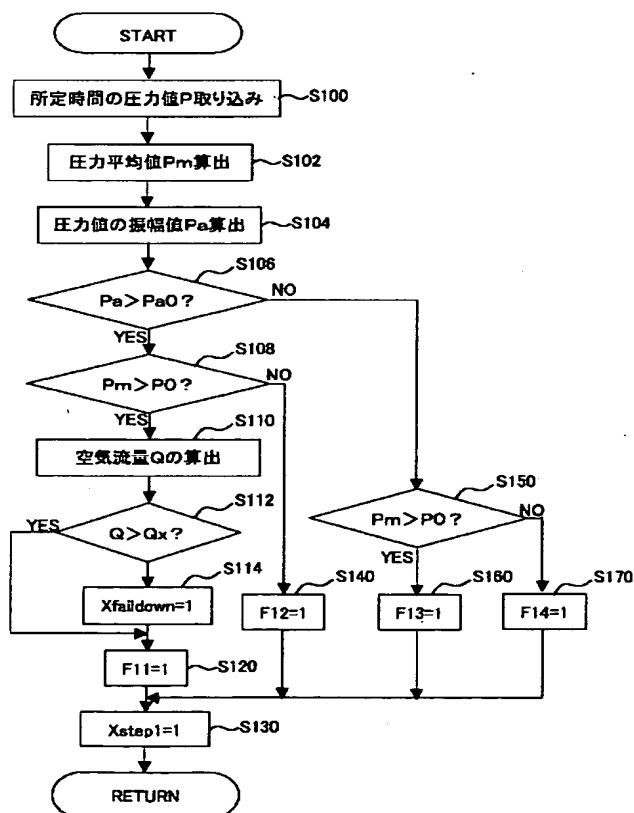 START
所定時間の圧力値P取り込み
S100
圧力平均値Pm算出
S102
圧力値の振幅値Pa算出
S104
S106
Pa>Pa0?
NO
YES
S108
Pm>P0?
NO
YES
S110
空気流量Qの算出
S112
YES
Q>Qx?
S150
Pm>P0?
NO
YES
S114
Xfaildown=1
S140
F12=1
S160
F13=1
S170
F14=1
F11=1
S120
Xstep1=1
S130
RETURN